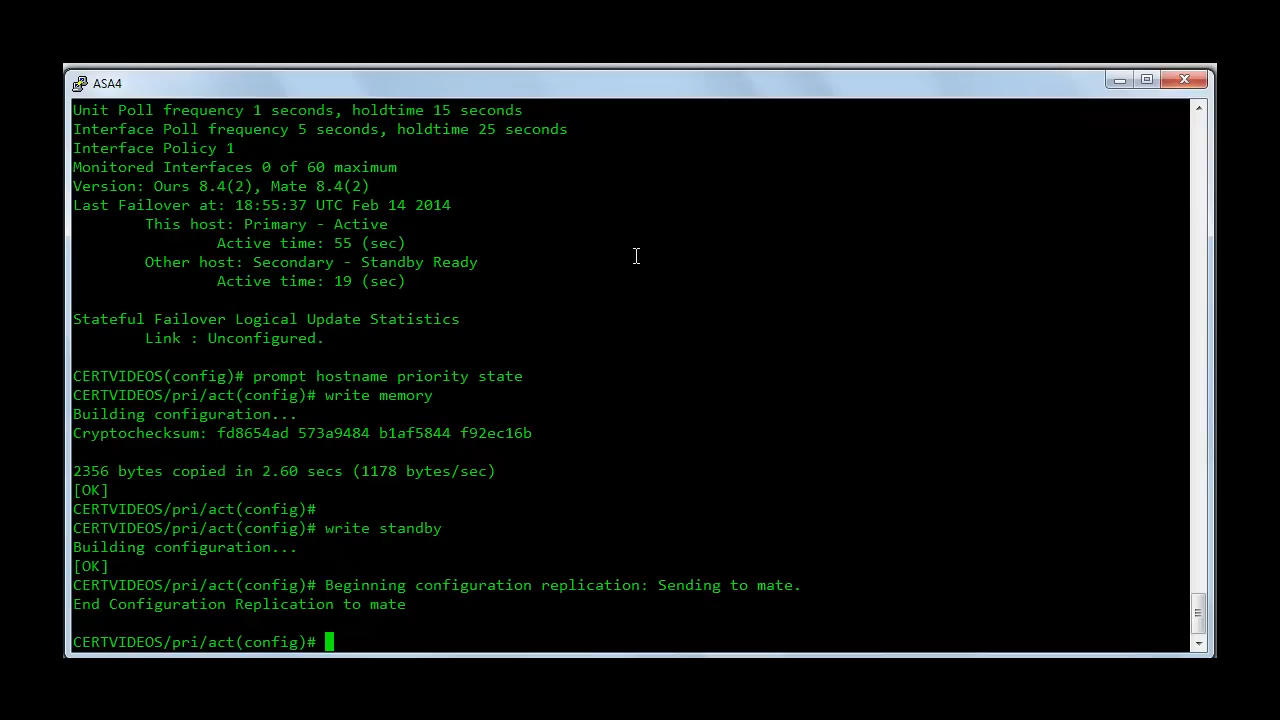 ASA4
Unit Poll frequency 1 seconds, holdtime 15 seconds
Interface Poll frequency 5 seconds, holdtime 25 seconds
Interface Policy 1
Monitored Interfaces 0 of 60 maximum
Version: Ours 8.4(2), Mate 8.4(2)
Last Failover at: 18:55:37 UTC Feb 14 2014
This host: Primary - Active
Active time: 55 (sec)
Other host: Secondary - Standby Ready
Active time: 19 (sec)
Stateful Failover Logical Update Statistics
Link : Unconfigured.
CERTVIDEOS(config)# prompt hostname priority state
CERTVIDEOS/pri/act(config)# write memory
Building configuration...
Cryptochecksum: fd8654ad 573a9484 b1af5844 f92ec16b
2356 bytes copied in 2.60 secs (1178 bytes/sec)
[OK]
CERTVIDEOS/pri/act(config)#
CERTVIDEOS/pri/act(config)# write standby
Building configuration...
[OK]
CERTVIDEOS/pri/act(config)# Beginning configuration replication: Sending to mate.
End Configuration Replication to mate
CERTVIDEOS/pri/act(config)#